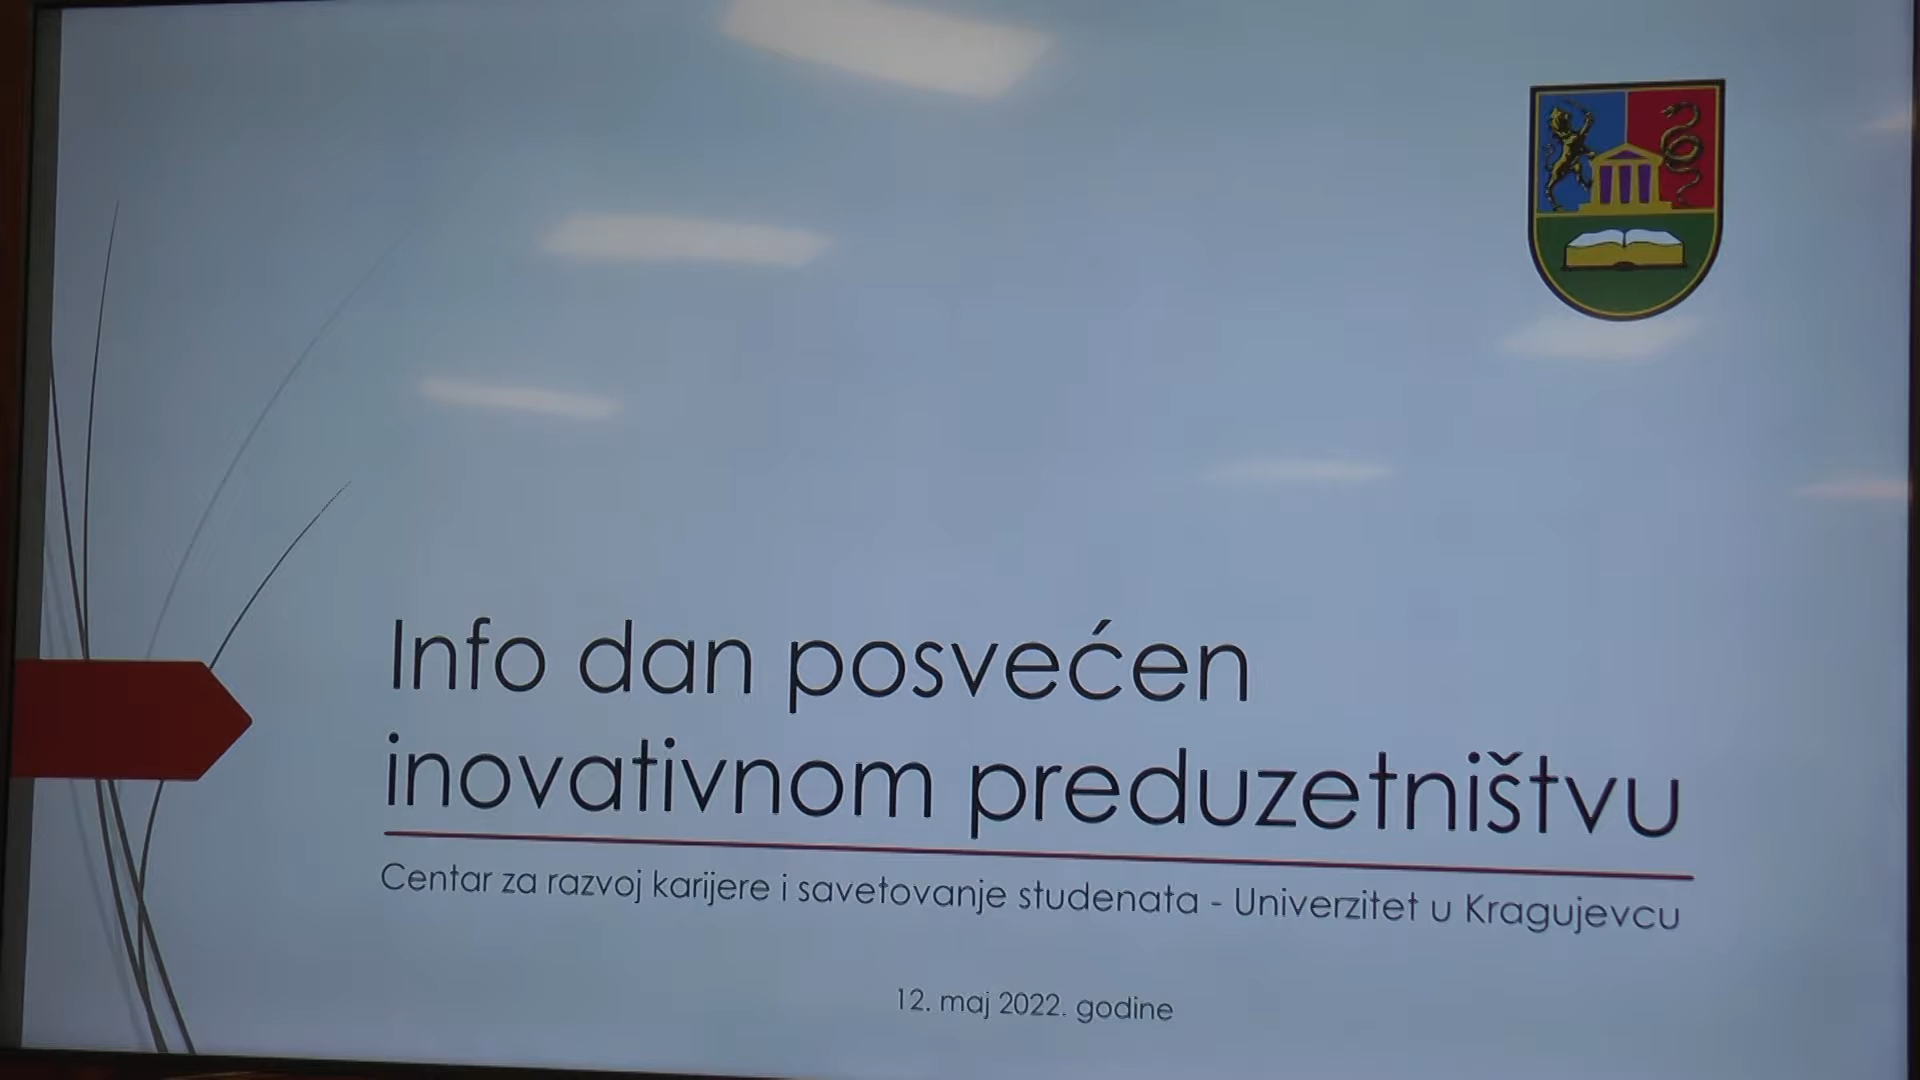 Info dan posvećen
inovativnom preduzetništvu
Centar za razvoj karijere i savetovanje studenata - Univerzitet u Kragujevcu
12. maj 2022. godine